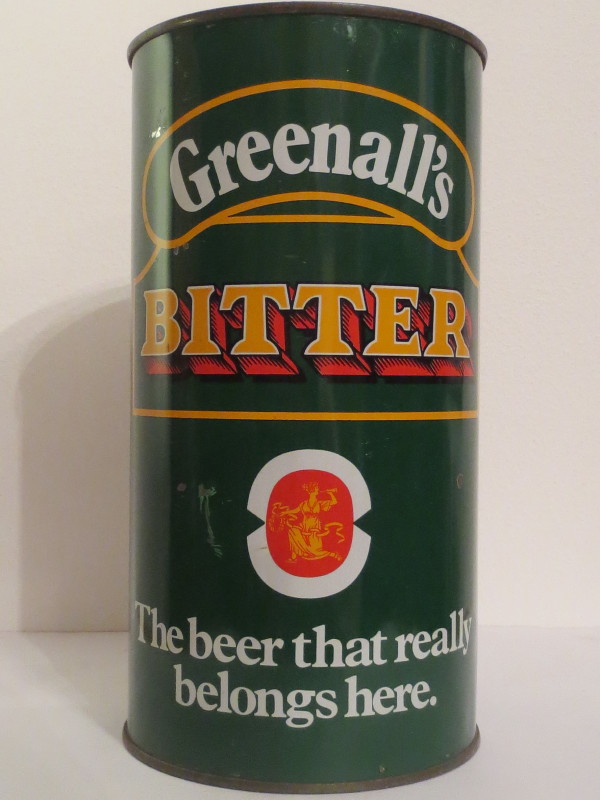 Greenall's
BITTER
The beer that really
belongs here.